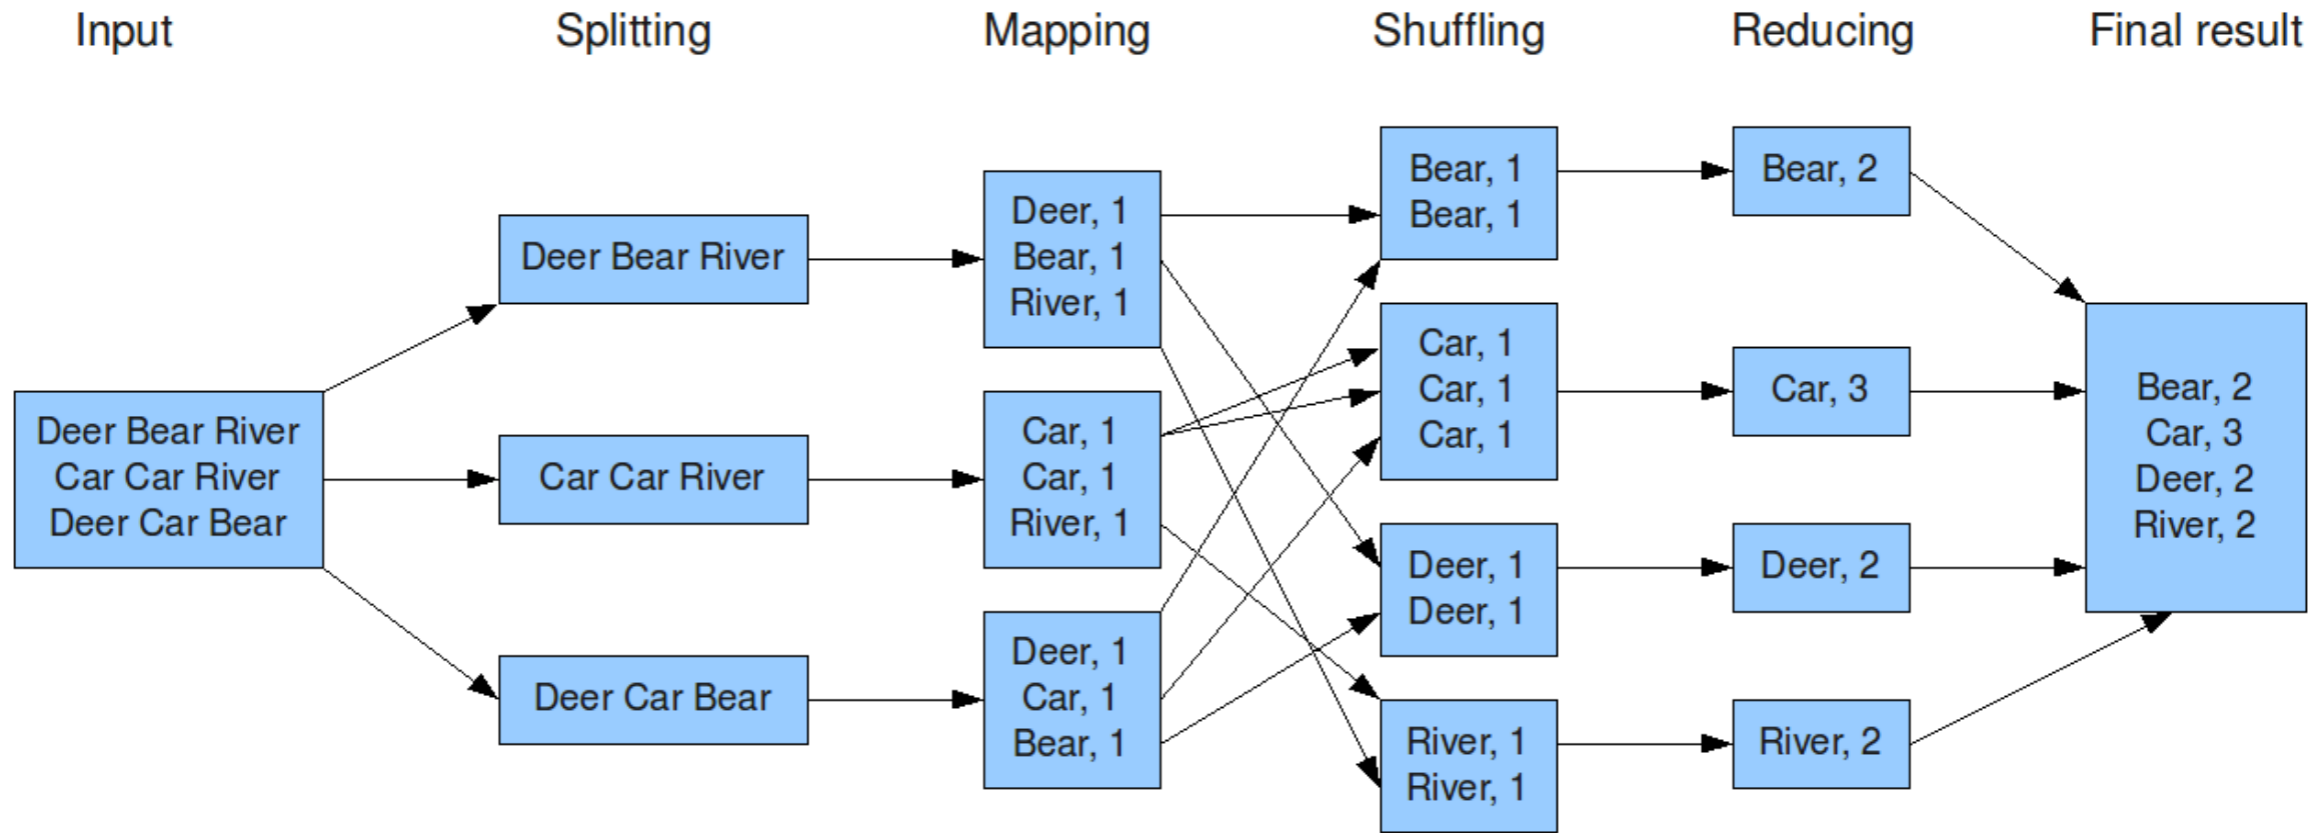 Input
Splitting
Mapping
Shuffling
Reducing
Final result
Deer Bear River
Car Car River
Deer Car Bear
Deer Bear River
Car Car River
Deer Car Bear
Deer, 1
Bear, 1
River, 1
Car, 1
Car, 1
River, 1
Deer, 1
Car, 1
Bear, 1
Bear, 1
Bear, 1
Car, 1
Car, 1
Car, 1
Deer, 1
Deer, 1
River, 1
River, 1
Bear, 2
Car, 3
Deer, 2
River, 2
Bear, 2
Car, 3
Deer, 2
River, 2